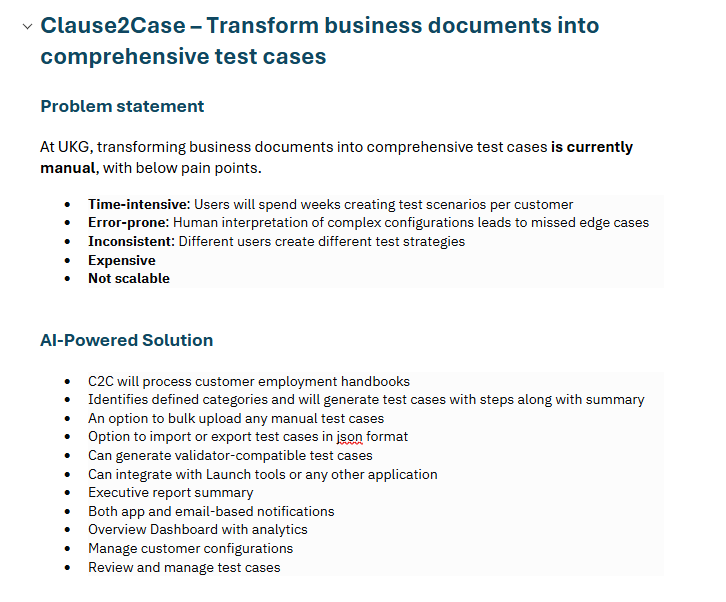 Clause2Case – Transform business documents into
comprehensive test cases
Problem statement
At UKG, transforming business documents into comprehensive test cases is currently
manual, with below pain points.
• Time-intensive: Users will spend weeks creating test scenarios per customer
• Error-prone: Human interpretation of complex configurations leads to missed edge cases
• Inconsistent: Different users create different test strategies
• Expensive
• Not scalable
AI-Powered Solution
• C2C will process customer employment handbooks
• Identifies defined categories and will generate test cases with steps along with summary
• An option to bulk upload any manual test cases
• Option to import or export test cases in json format
• Can generate validator-compatible test cases
• Can integrate with Launch tools or any other application
• Executive report summary
• Both app and email-based notifications
• Overview Dashboard with analytics
• Manage customer configurations
• Review and manage test cases